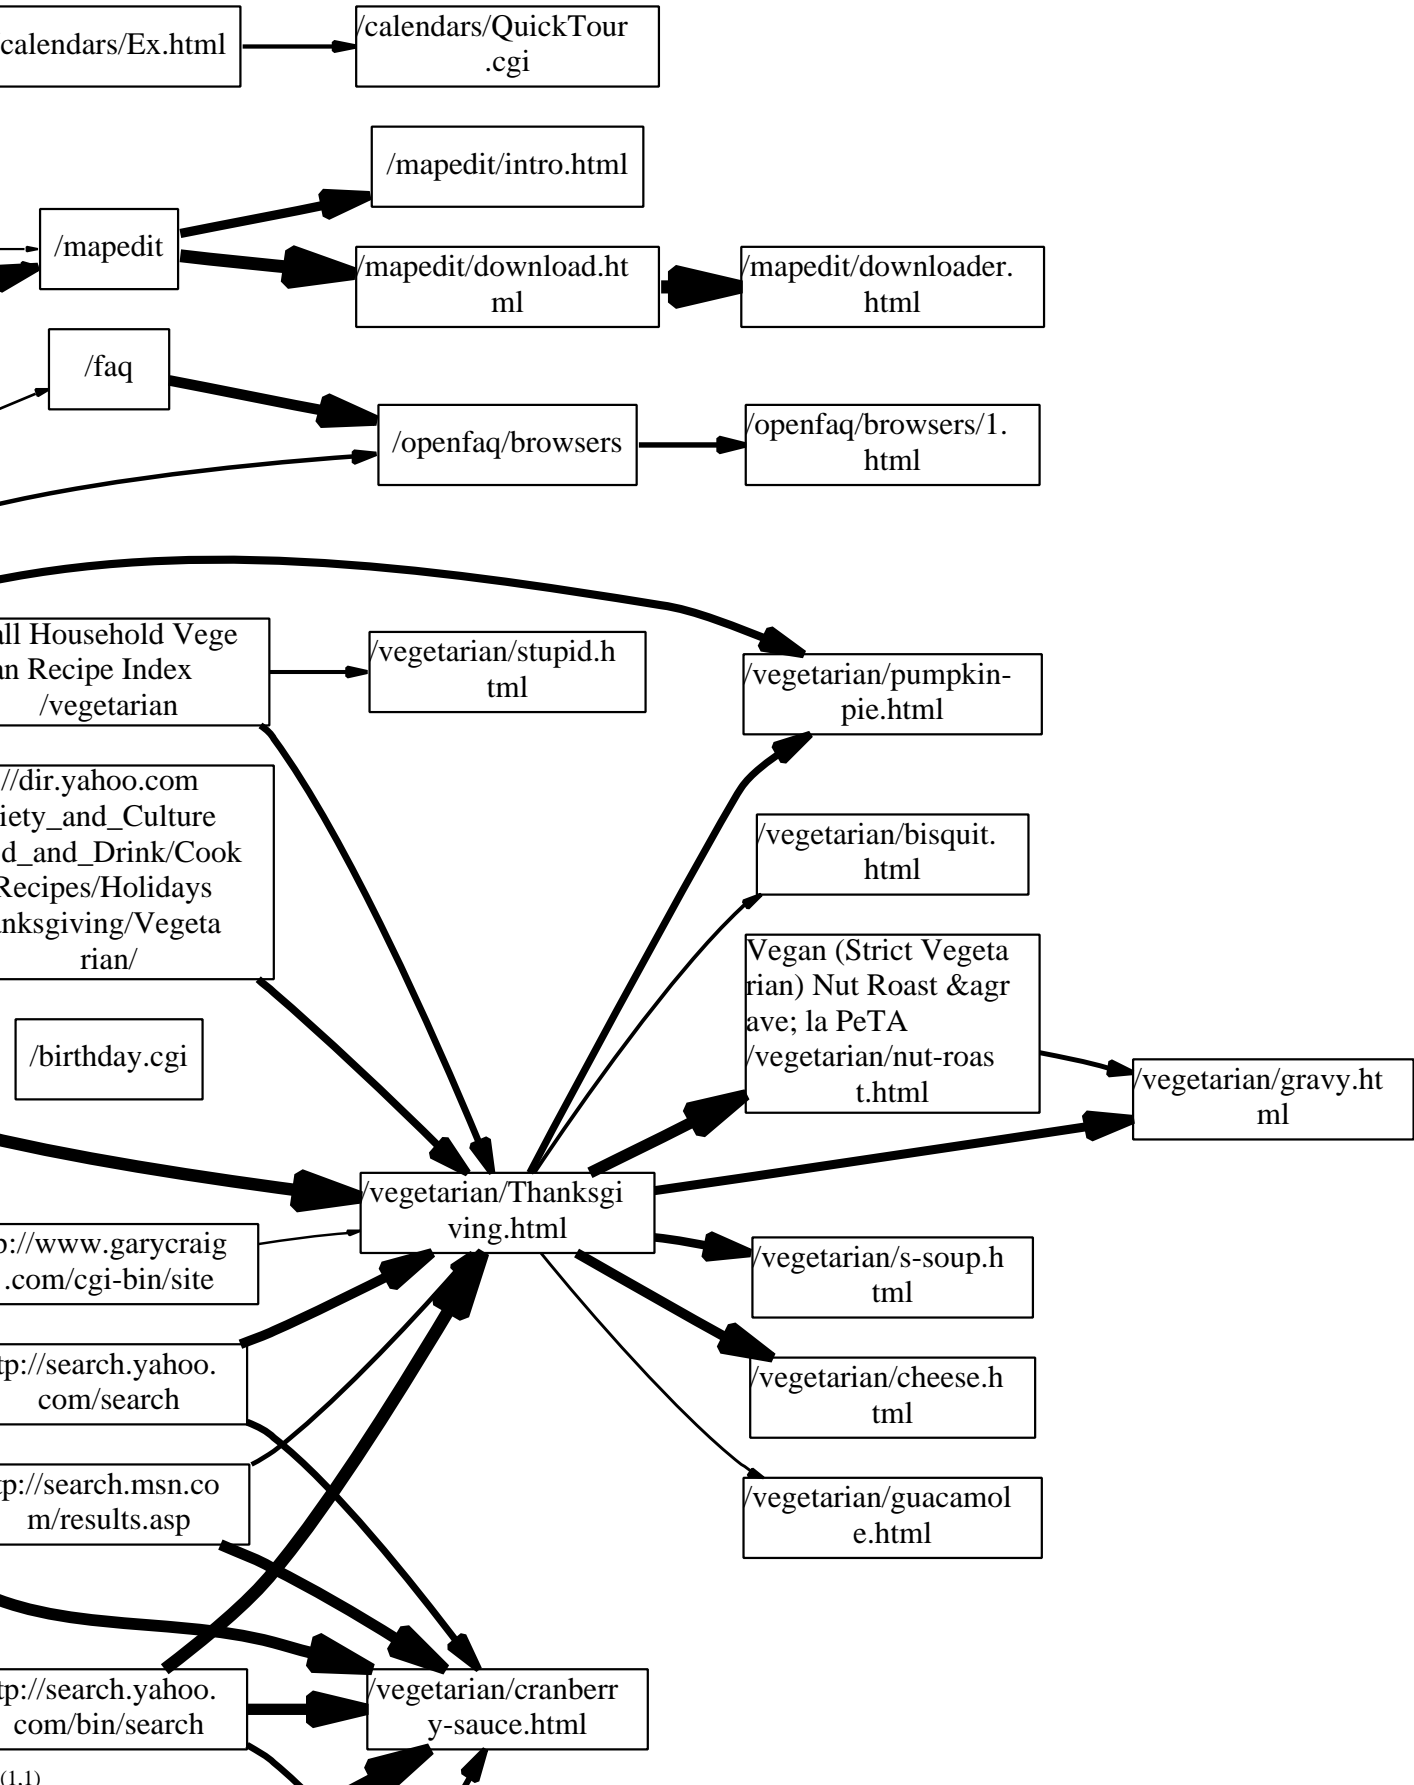 calendars/Ex.html
/calendars/QuickTour
.cgi
/mapedit/intro.html
/mapedit
/mapedit/download.ht
ml
/mapedit/downloader.
html
/faq
/openfaq/browsers
/openfaq/browsers/1.
html
all Household Vege
an Recipe Index
/vegetarian
/vegetarian/stupid.h
tml
/vegetarian/pumpkin-
pie.html
://dir.yahoo.com
iety_and_Culture
d_and_Drink/Cook
Recipes/Holidays
anksgiving/Vegeta
rian/
/vegetarian/bisquit.
html
Vegan (Strict Vegeta
rian) Nut Roast &agr
ave; la PeTA
/vegetarian/nut-roas
t.html
/birthday.cgi
/vegetarian/gravy.ht
ml
/vegetarian/Thanksgi
ving.html
p://www.garycraig
.com/cgi-bin/site
/vegetarian/s-soup.h
tml
tp://search.yahoo.
com/search
/vegetarian/cheese.h
tml
tp://search.msn.co
m/results.asp
/vegetarian/guacamol
e.html
tp://search.yahoo.
com/bin/search
/vegetarian/cranberr
y-sauce.html
(1,1)